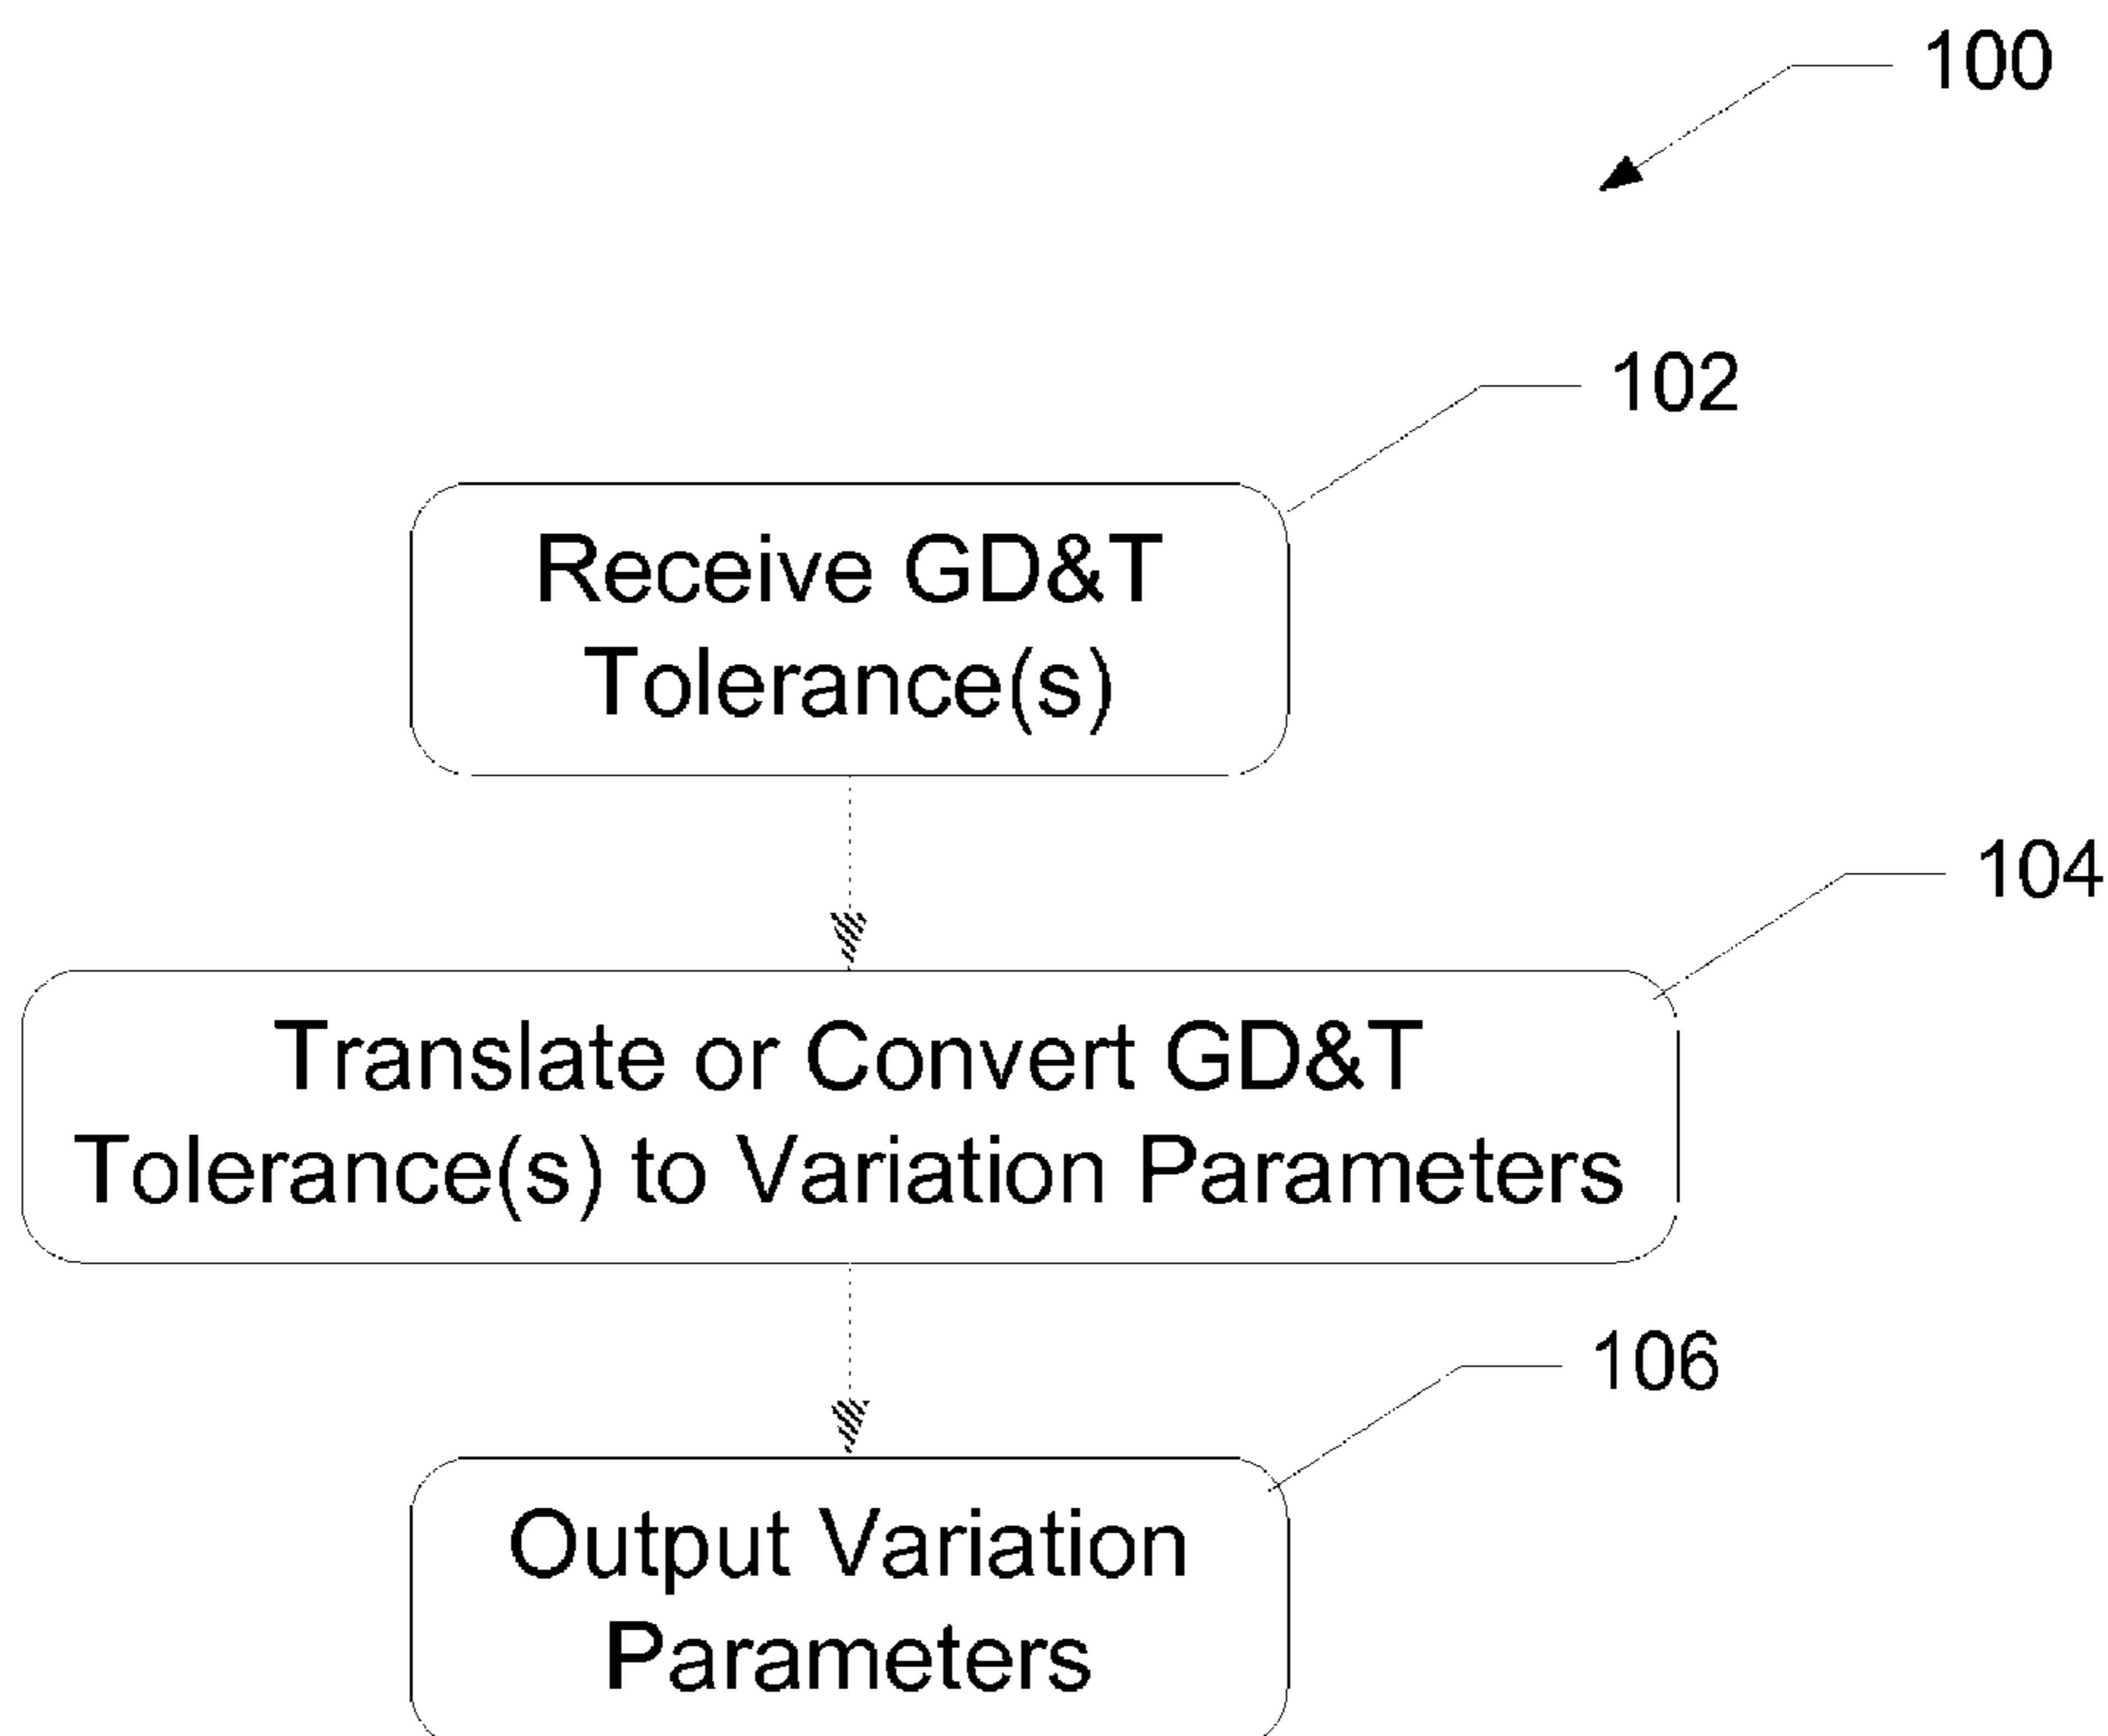 100
102
Receive GD&T
Tolerance(s)
104
Translate or Convert GD&T
Tolerance(s) to Variation Parameters
106
Output Variation
Parameters